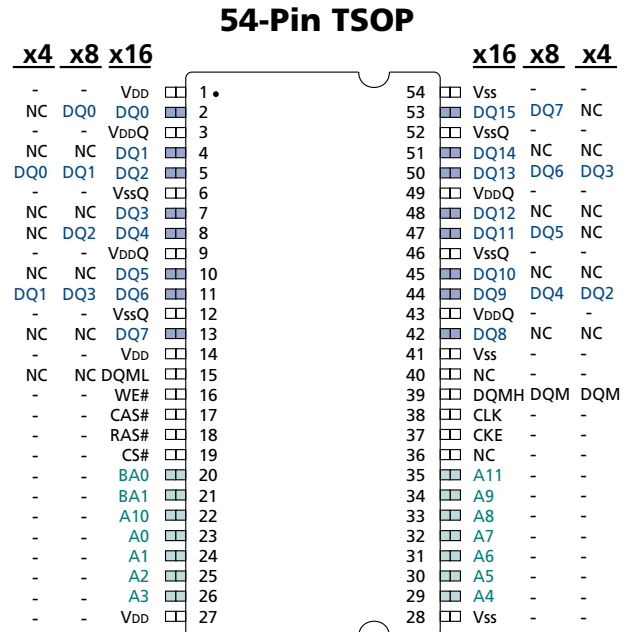 54-Pin TSOP
x4 x8 x16 x16 x8 x4
- - VDD 1 54 Vss - -
NC DQ0 DQ0 2 53 DQ15 DQ7 NC
- - VDDQ 3 52 VssQ - -
NC NC DQ1 4 51 DQ14 NC NC
DQ0 DQ1 DQ2 5 50 DQ13 DQ6 DQ3
- - VssQ 6 49 VDDQ - -
NC NC DQ3 7 48 DQ12 NC NC
NC DQ2 DQ4 8 47 DQ11 DQ5 NC
- - VDDQ 9 46 VssQ - -
NC NC DQ5 10 45 DQ10 NC NC
DQ1 DQ3 DQ6 11 44 DQ9 DQ4 DQ2
- - VssQ 12 43 VDDQ - -
NC NC DQ7 13 42 DQ8 NC NC
- - VDD 14 41 Vss - -
NC NC DQML 15 40 NC - -
- - WE# 16 39 DQMH DQM DQM
- - CAS# 17 38 CLK - -
- - RAS# 18 37 CKE - -
- - CS# 19 36 NC - -
- - BA0 20 35 A11 - -
- - BA1 21 34 A9 - -
- - A10 22 33 A8 - -
- - A0 23 32 A7 - -
- - A1 24 31 A6 - -
- - A2 25 30 A5 - -
- - A3 26 29 A4 - -
- - VDD 27 28 Vss - -